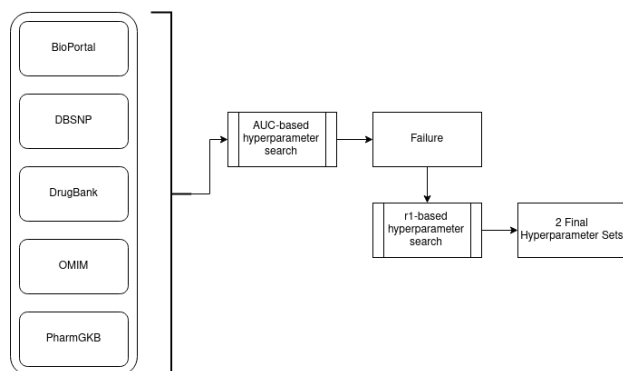 BioPortal
DBSNP
DrugBank
OMIM
PharmGKB
AUC-based
hyperparameter
search
Failure
r1-based
hyperparameter
search
2 Final
Hyperparameter Sets